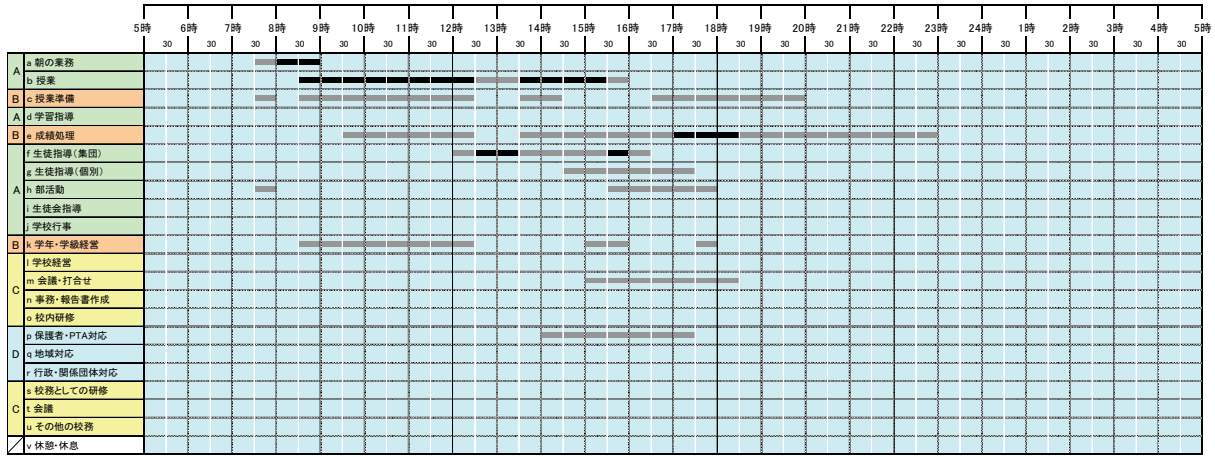 5時 6時 7時 8時 9時 10時 11時 12時 13時 14時 15時 16時 17時 18時 19時 20時 21時 22時 23時 24時 1時 2時 3時 4時 5時
30 30 30 30 30 30 30 30 30 30 30 30 30 30 30 30 30 30 30 30 30 30 30 30
A
a 朝の業務
b 授業
B
c 授業準備
A
d 学習指導
B
e 成績処理
A
f 生徒指導(集団)
g 生徒指導(個別)
h 部活動
i 生徒会指導
j 学校行事
B
k 学年・学級経営
C
l 学校経営
m 会議・打合せ
n 事務・報告書作成
o 校内研修
D
p 保護者・PTA対応
q 地域対応
r 行政・関係団体対応
C
s 校務としての研修
t 会議
u その他の校務
v 休憩・休息